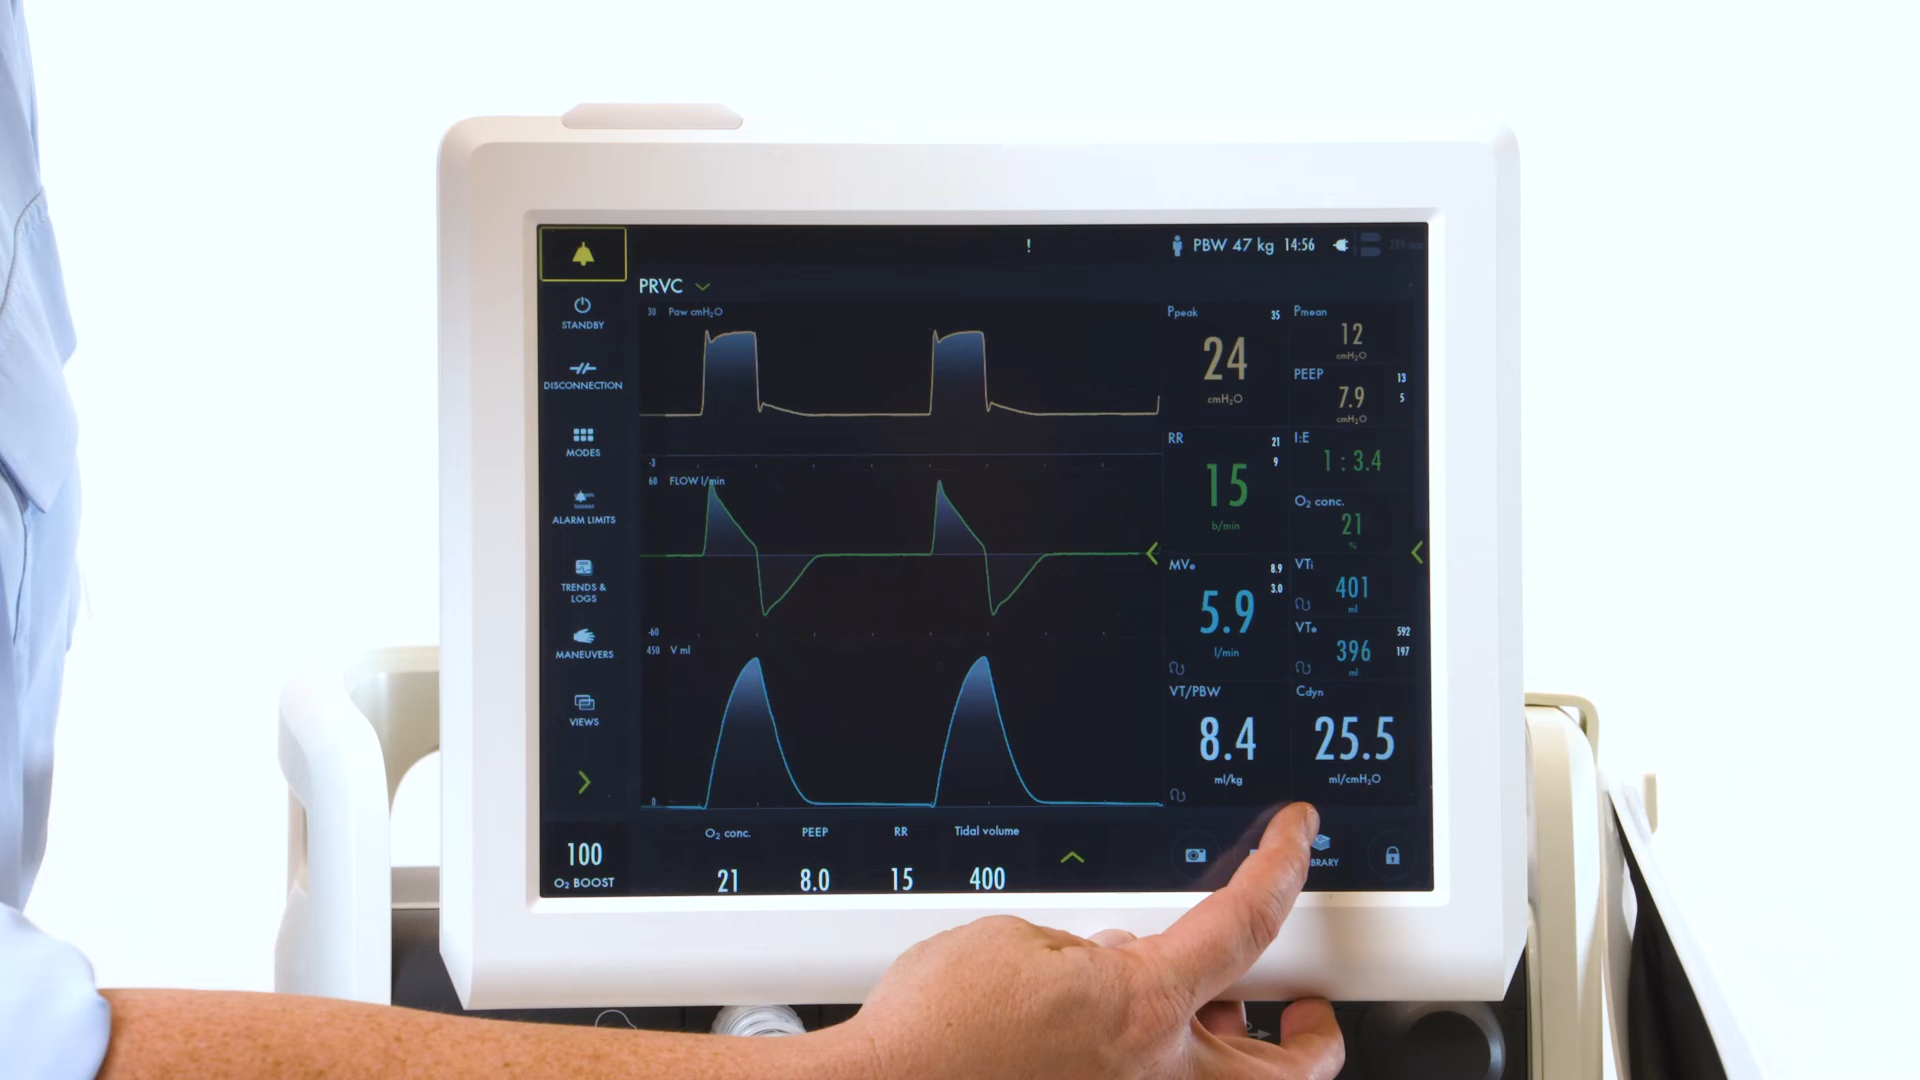 !
PBW 47 kg 14:56
PRVC
STANDBY
DISCONNECTION
MODES
ALARM LIMITS
TRENDS &
LOGS
MANEUVERS
VIEWS
100
O₂ BOOST
30 Paw cmH₂O
-3
60 FLOW l/min
-60
450 V ml
0
Ppeak 35
24
cmH₂O
Pmean
12
cmH₂O
PEEP 13
5
7.9
cmH₂O
RR 21
9
15
b/min
I:E
1 : 3.4
O₂ conc.
21
%
MVe 8.9
3.0
5.9
l/min
VTi
401
ml
VTe 592
197
396
ml
VT/PBW
8.4
ml/kg
Cdyn
25.5
ml/cmH₂O
O₂ conc. PEEP RR Tidal volume
21 8.0 15 400
BRARY